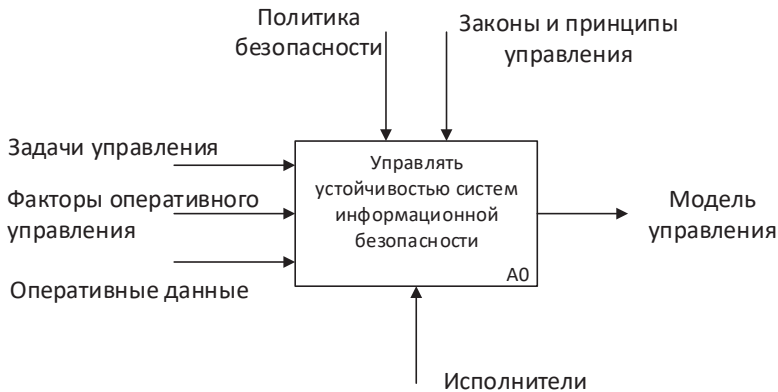 Политика
безопасности
Законы и принципы
управления
Задачи управления
Факторы оперативного
управления
Оперативные данные
Управлять
устойчивостью систем
информационной
безопасности
A0
Модель
управления
Исполнители